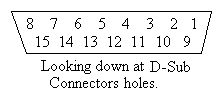 8 7 6 5 4 3 2 1
15 14 13 12 11 10 9
Looking down at D-Sub
Connectors holes.